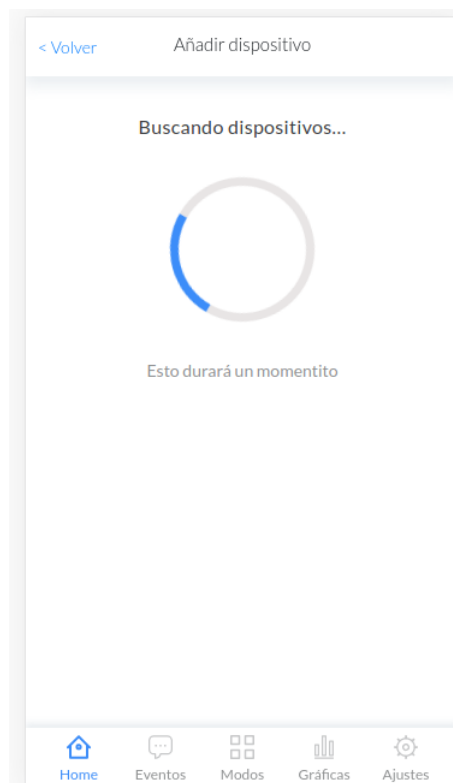 < Volver Añadir dispositivo
Buscando dispositivos...
Esto durará un momentito
Home Eventos Modos Gráficas Ajustes